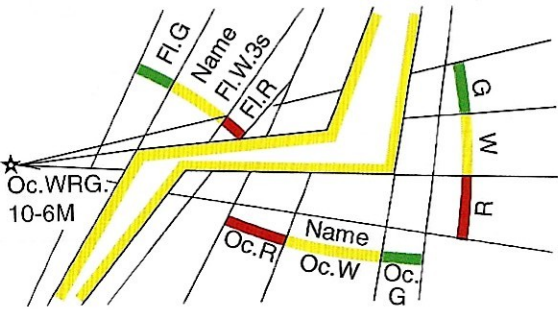 Fl.G
Name
Fl.W.3s
Fl.R
G
W
R
Oc.WRG.
10-6M
Oc.R
Name
Oc.W
Oc.
G